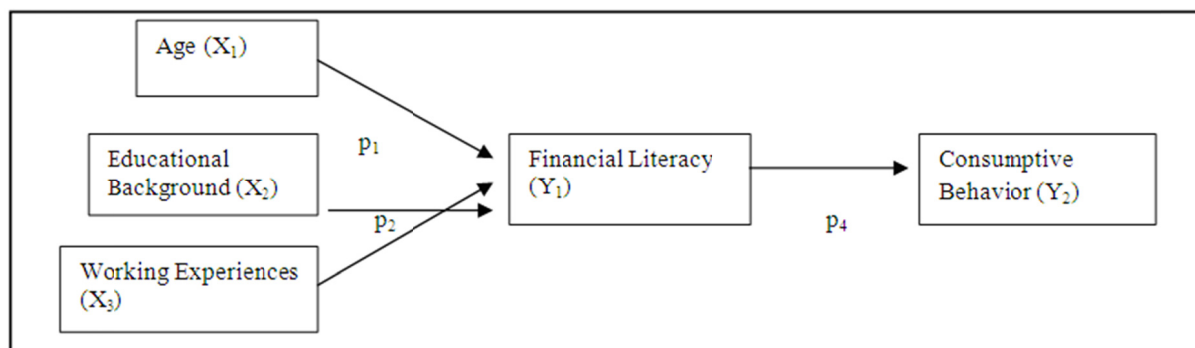 Age (X₁)
Educational
Background (X₂)
Working Experiences
(X₃)
p₁
p₂
Financial Literacy
(Y₁)
p₄
Consumptive
Behavior (Y₂)